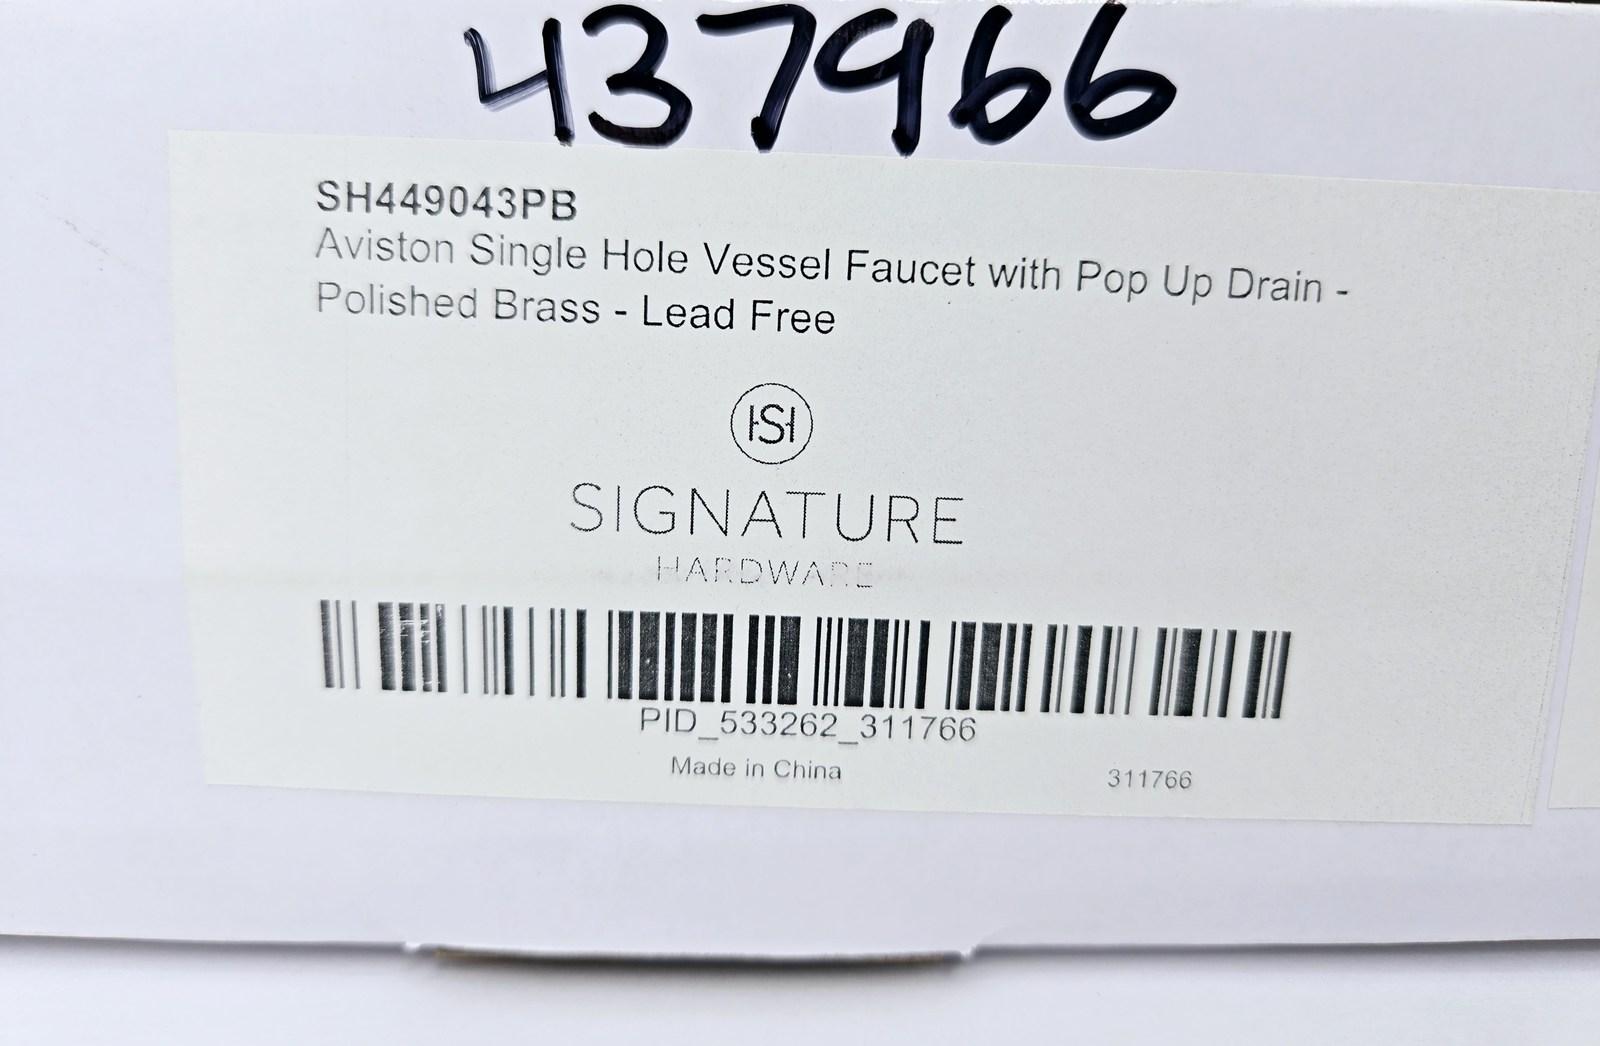 437966
SH449043PB
Aviston Single Hole Vessel Faucet with Pop Up Drain -
Polished Brass - Lead Free
SH
SIGNATURE
HARDWARE
PID_533262_311766
Made in China
311766